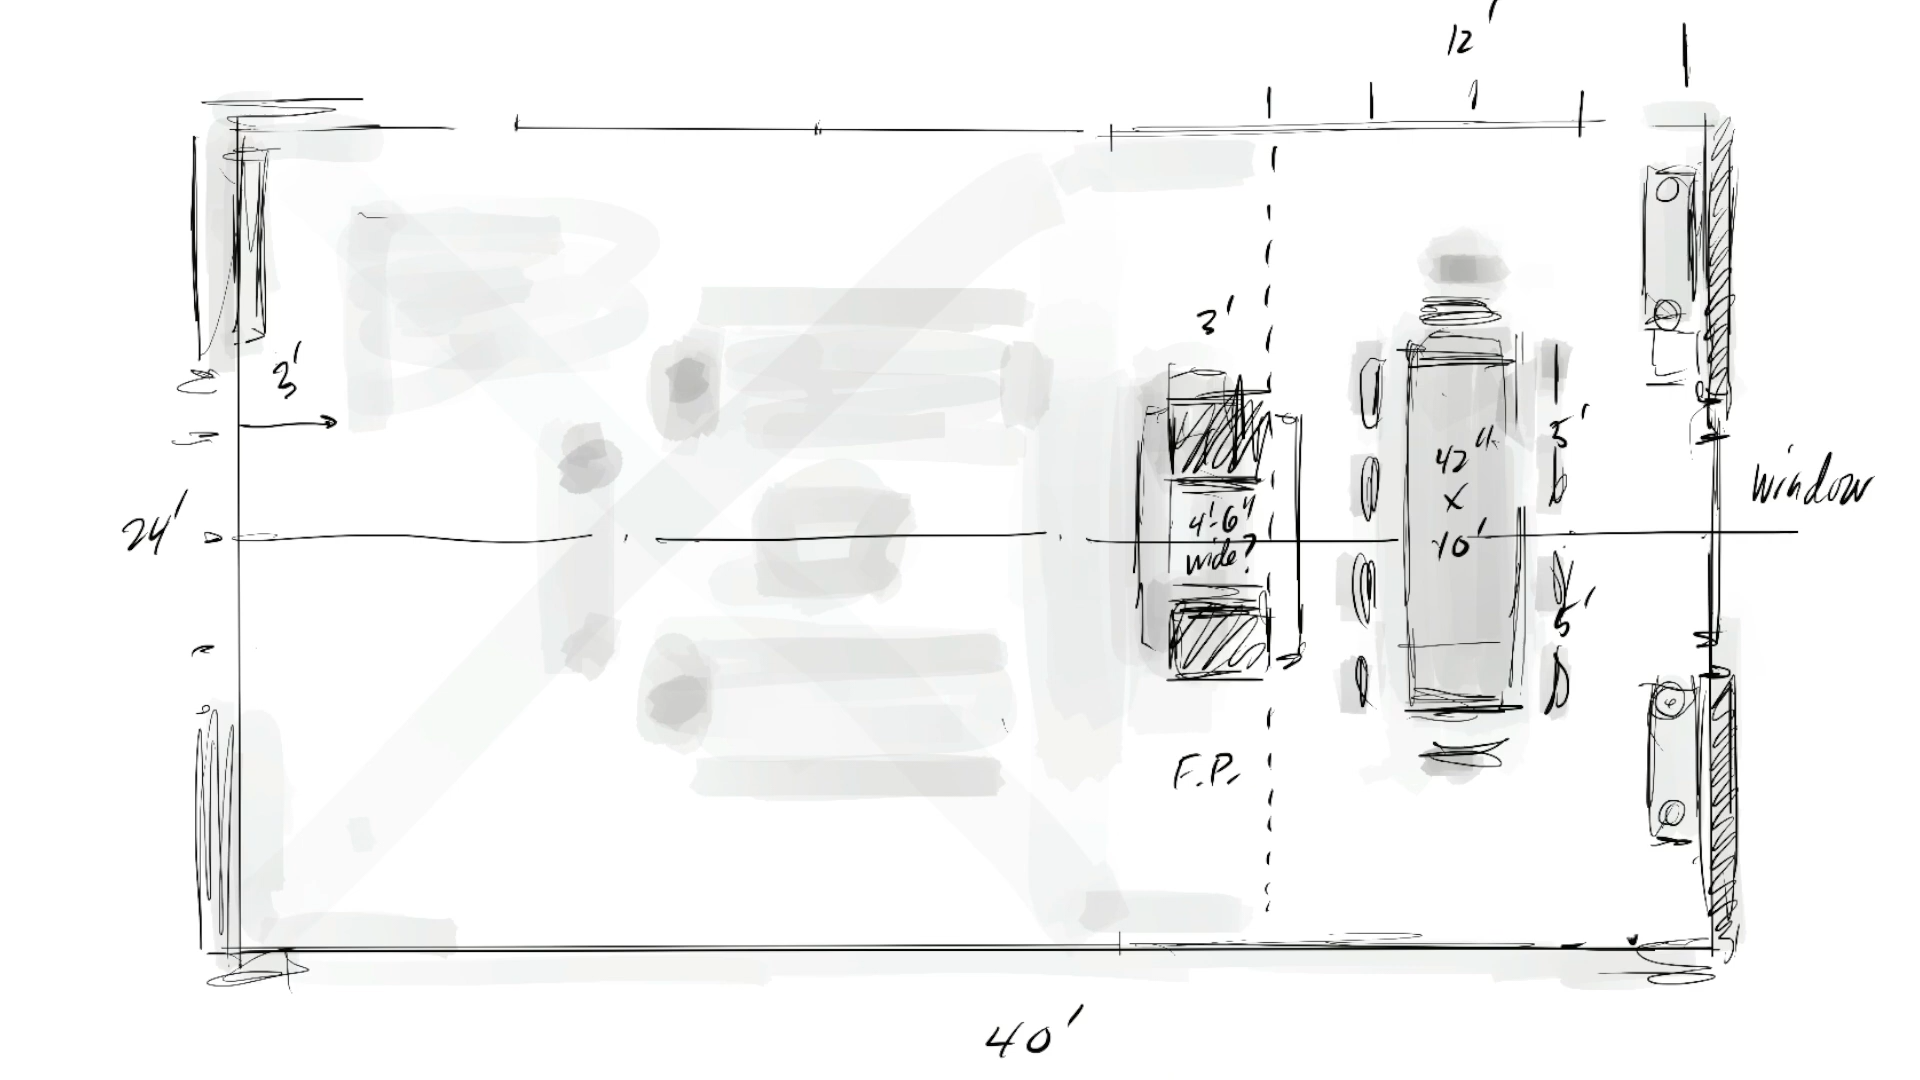 12'
3'
3'
42"
x
10'
5'
window
24'
4'-6"
wide?
5'
F.P.
40'